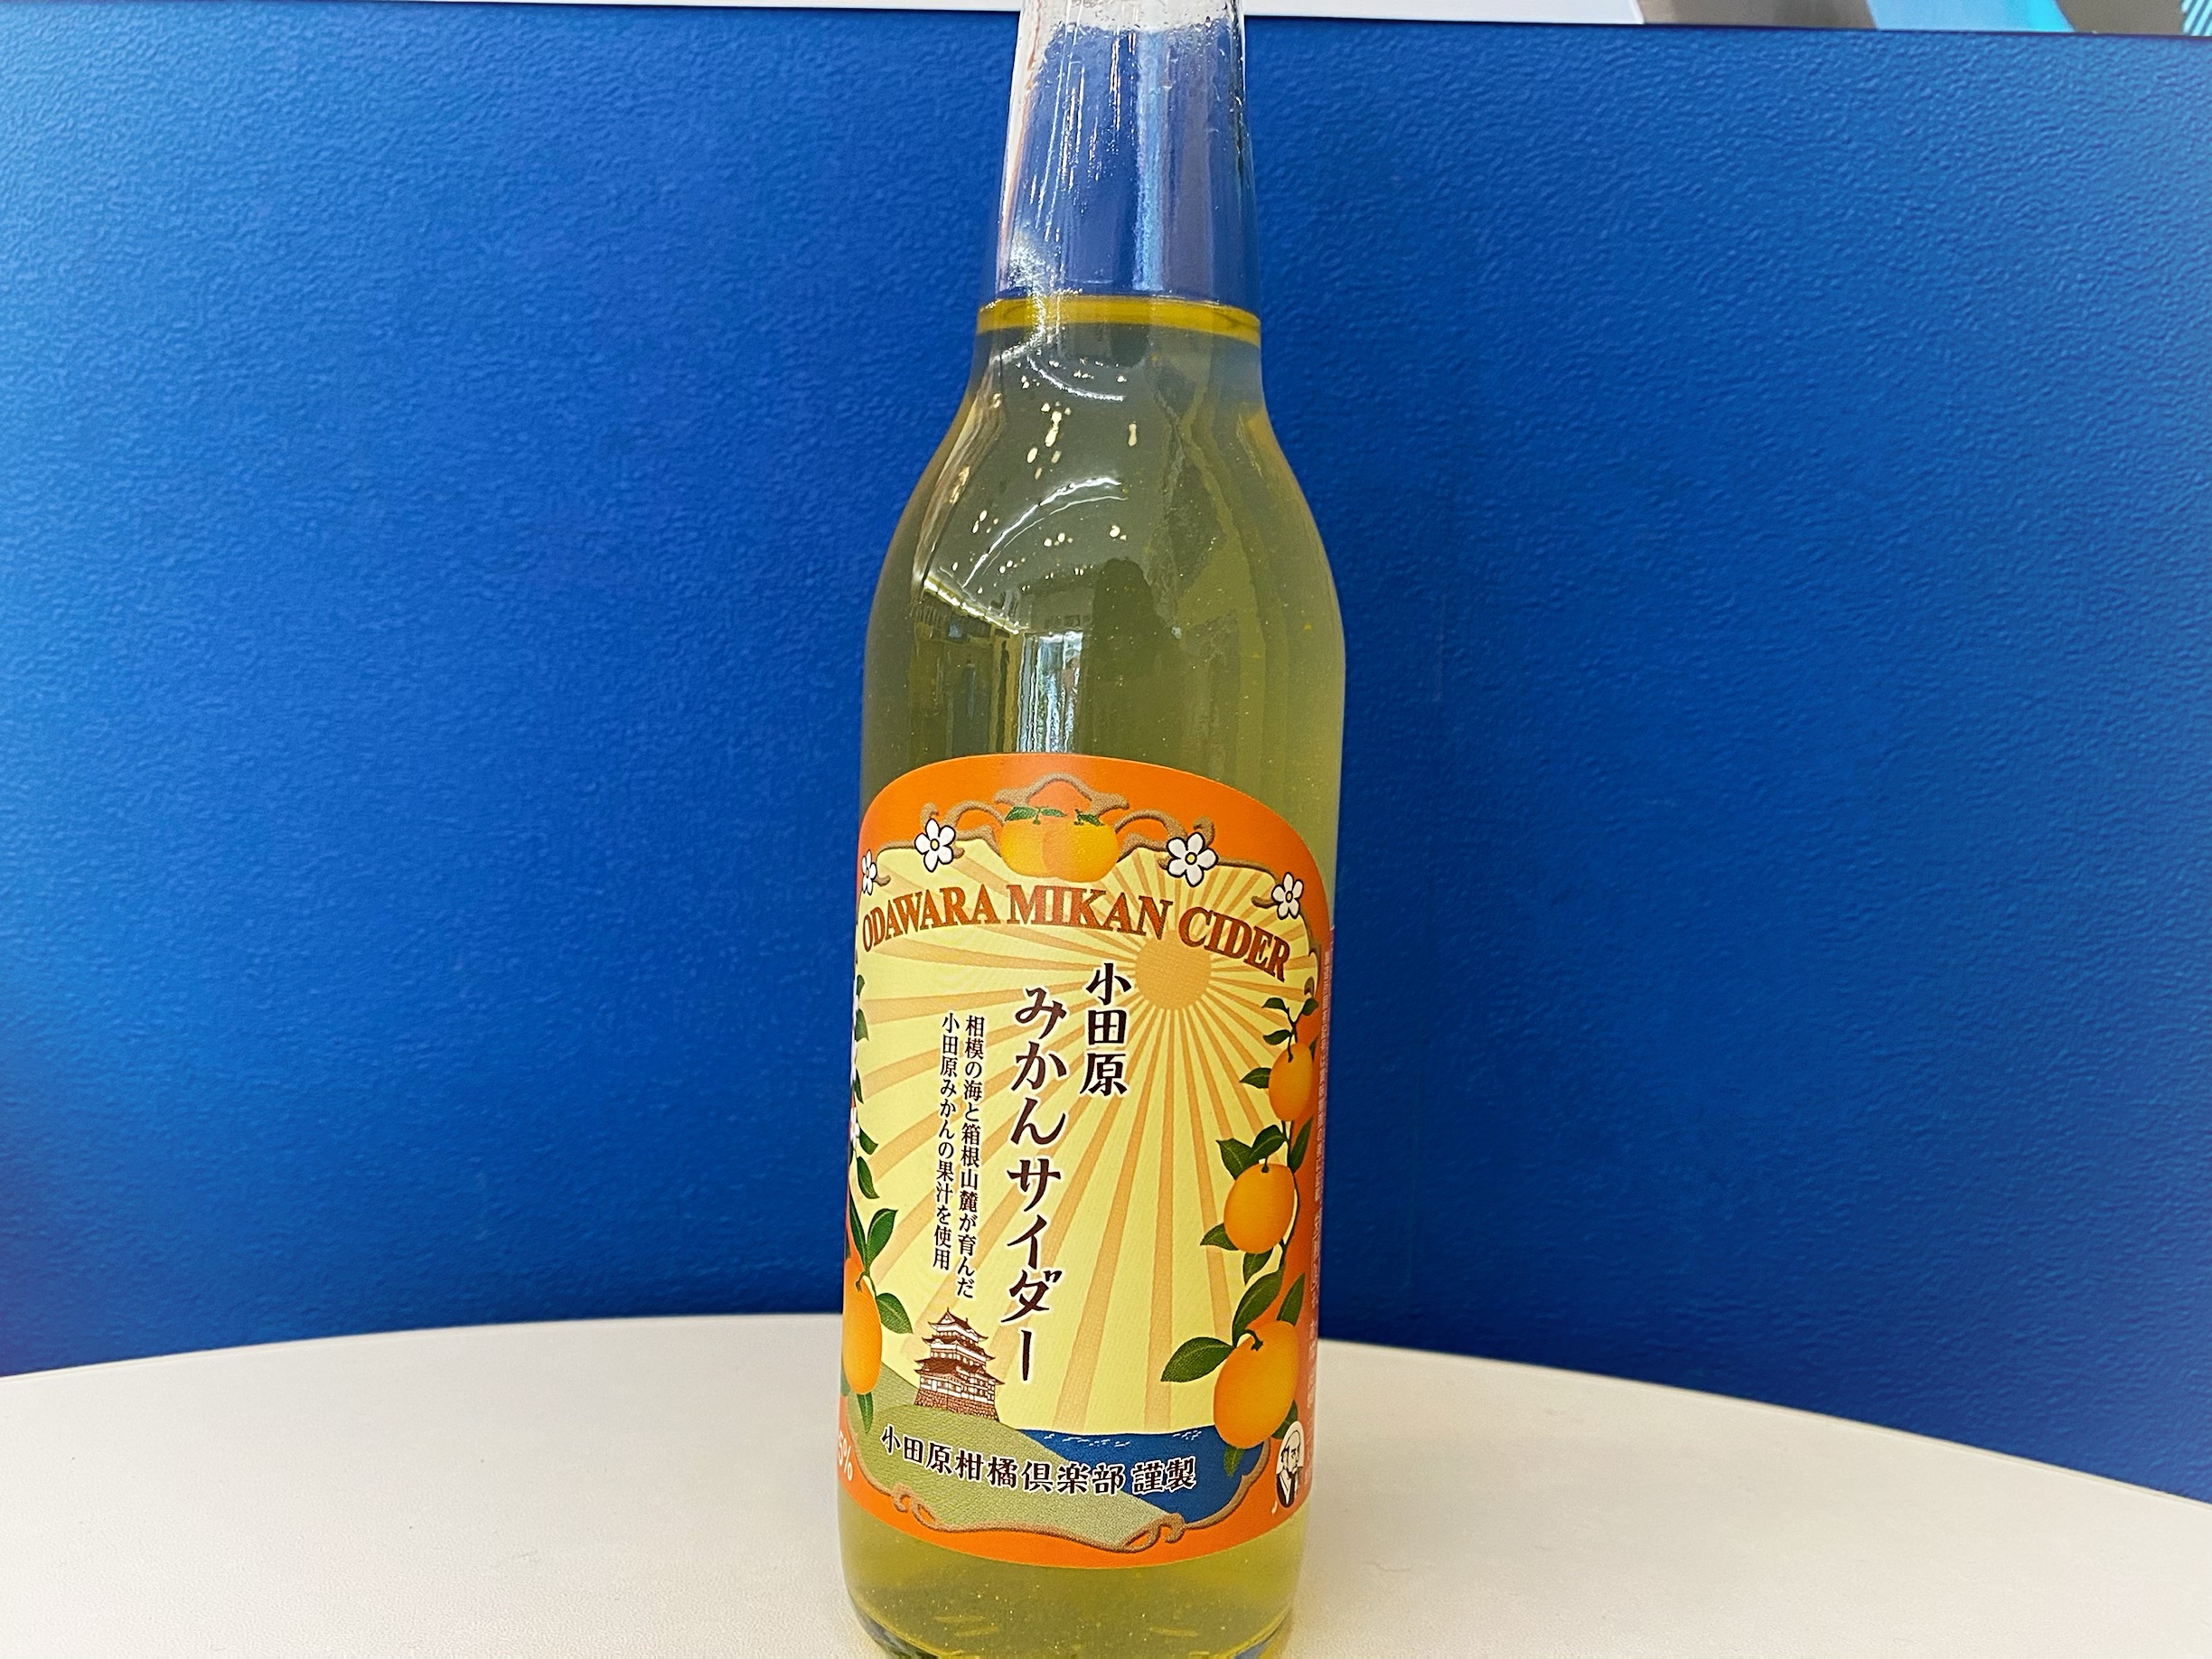 ODAWARA MIKAN CIDER
小田原
みかんサイダー
相模の海と箱根山麓が育んだ
小田原みかんの果汁を使用
小田原柑橘倶楽部 謹製